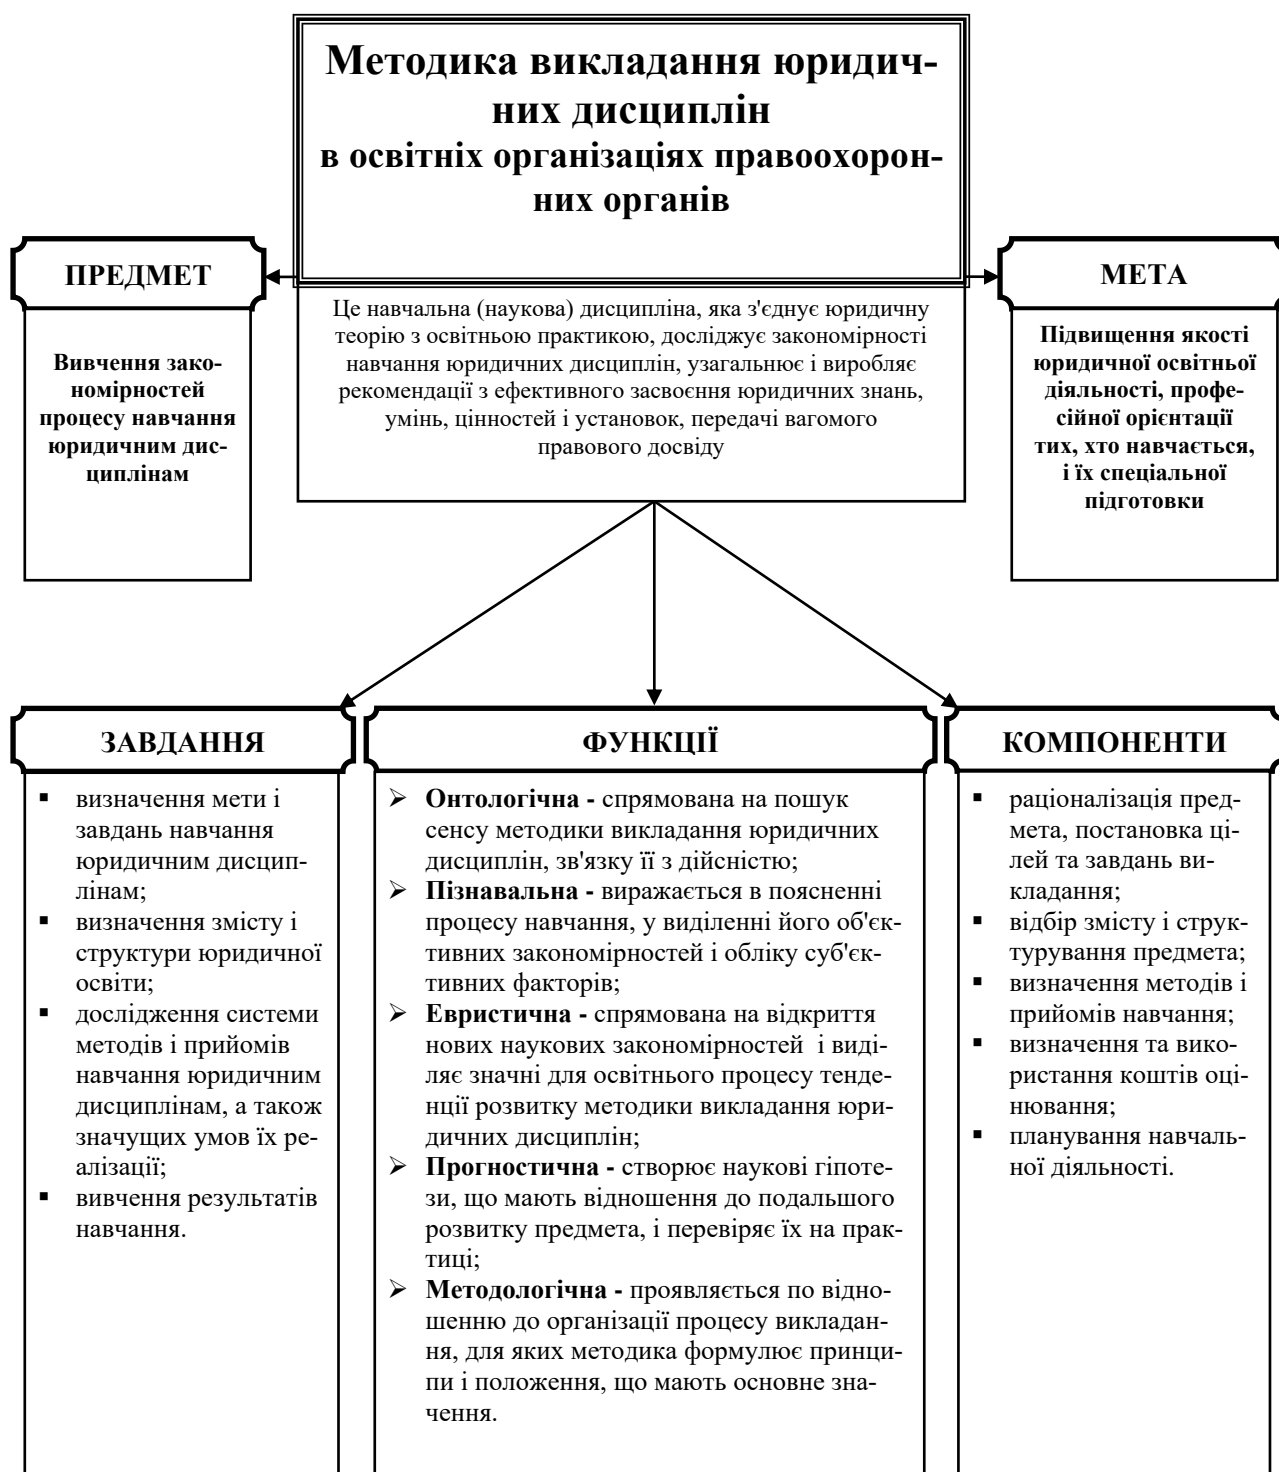 Методика викладання юридич-
них дисциплін
в освітніх організаціях правоохорон-
них органів
ПРЕДМЕТ
МЕТА
Це навчальна (наукова) дисципліна, яка з'єднує юридичну
теорію з освітньою практикою, досліджує закономірності
навчання юридичних дисциплін, узагальнює і виробляє
рекомендації з ефективного засвоєння юридичних знань,
умінь, цінностей і установок, передачі вагомого
правового досвіду
Вивчення зако-
номірностей
процесу навчання
юридичним дис-
циплінам
Підвищення якості
юридичної освітньої
діяльності, профе-
сійної орієнтації
тих, хто навчається,
і їх спеціальної
підготовки
ЗАВДАННЯ
▪ визначення мети і
завдань навчання
юридичним дисцип-
лінам;
▪ визначення змісту і
структури юридичної
освіти;
▪ дослідження системи
методів і прийомів
навчання юридичним
дисциплінам, а також
значущих умов їх ре-
алізації;
▪ вивчення результатів
навчання.
ФУНКЦІЇ
➢ Онтологічна - спрямована на пошук
сенсу методики викладання юридичних
дисциплін, зв'язку її з дійсністю;
➢ Пізнавальна - виражається в поясненні
процесу навчання, у виділенні його об'єк-
тивних закономірностей і обліку суб'єк-
тивних факторів;
➢ Евристична - спрямована на відкриття
нових наукових закономірностей  і виді-
ляє значні для освітнього процесу тенде-
нції розвитку методики викладання юри-
дичних дисциплін;
➢ Прогностична - створює наукові гіпоте-
зи, що мають відношення до подальшого
розвитку предмета, і перевіряє їх на прак-
тиці;
➢ Методологічна - проявляється по відно-
шенню до організації процесу викладан-
ня, для яких методика формулює принци-
пи і положення, що мають основне зна-
чення.
КОМПОНЕНТИ
▪ раціоналізація пред-
мета, постановка ці-
лей та завдань ви-
кладання;
▪ відбір змісту і струк-
турування предмета;
▪ визначення методів і
прийомів навчання;
▪ визначення та вико-
ристання коштів оці-
нювання;
▪ планування навчаль-
ної діяльності.